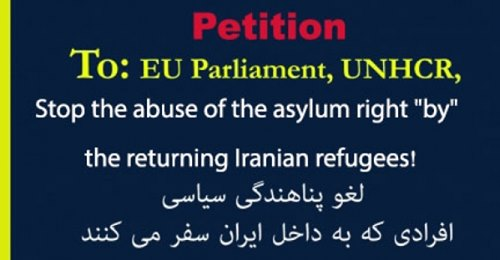 Petition
To: EU Parliament, UNHCR,
Stop the abuse of the asylum right "by"
the returning Iranian refugees!
لغو پناهندگی سیاسی
افرادی که به داخل ایران سفر می کنند